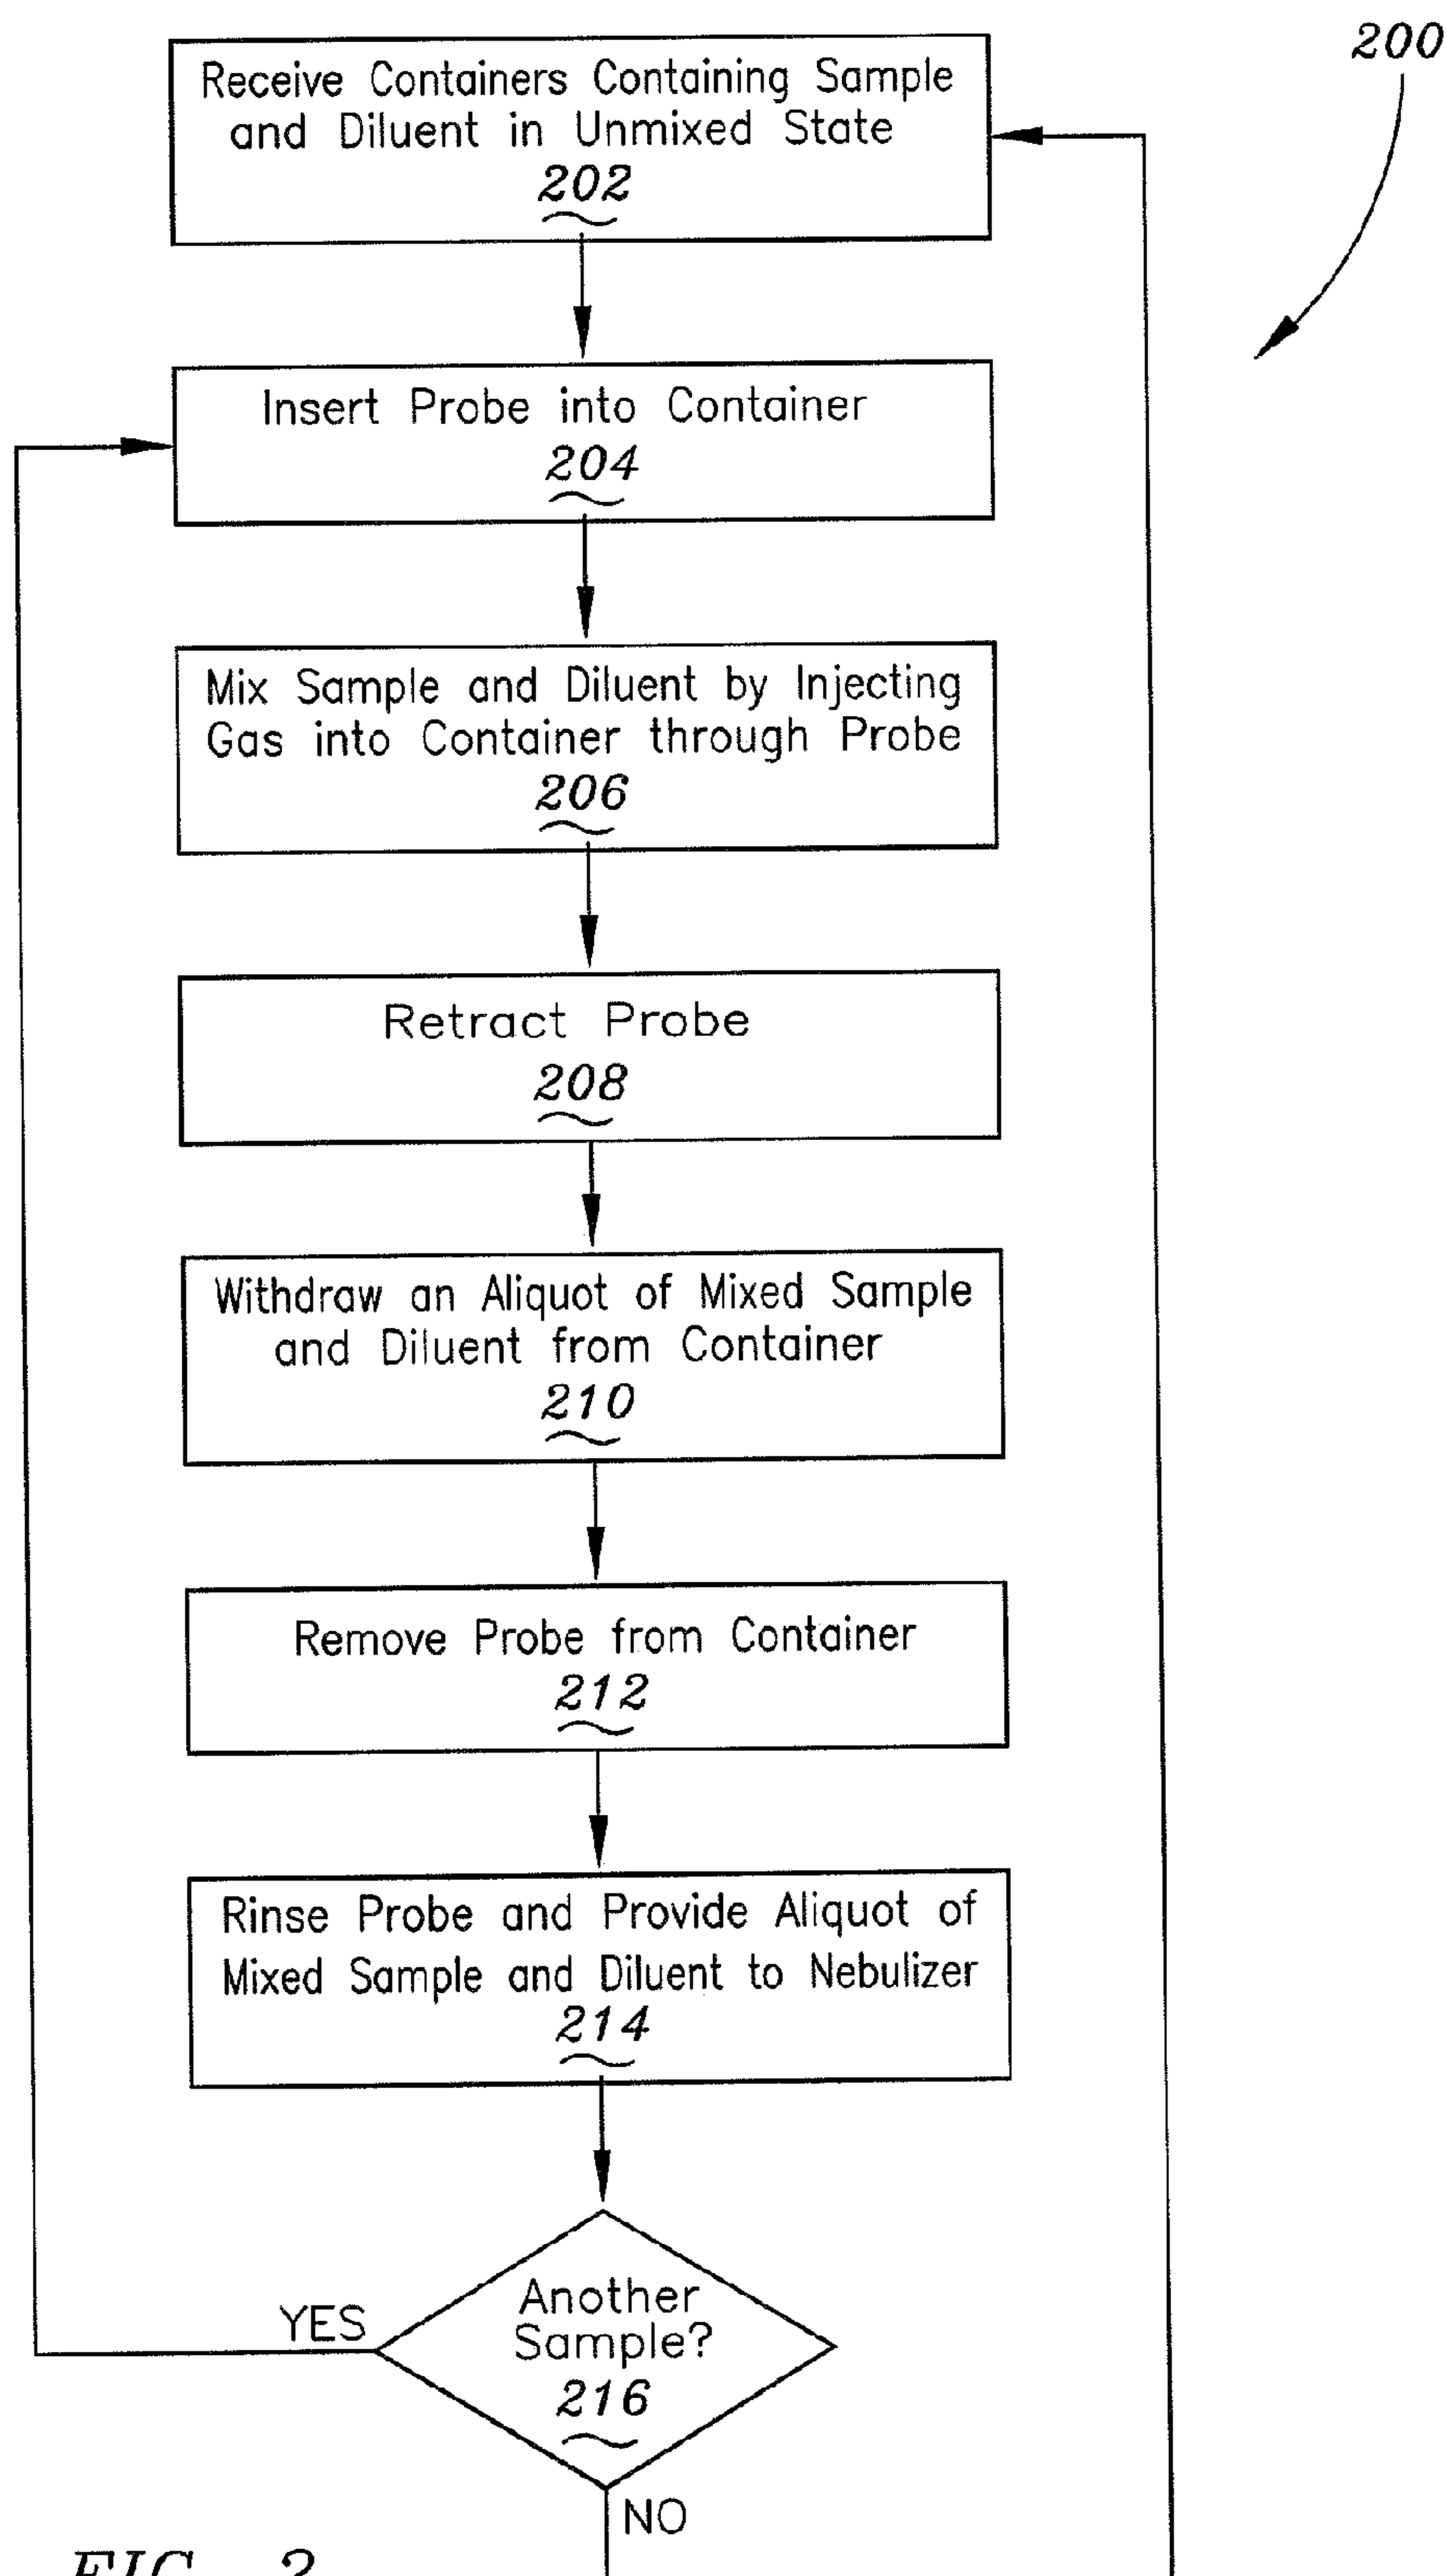 200
Receive Containers Containing Sample
and Diluent in Unmixed State
202
Insert Probe into Container
204
Mix Sample and Diluent by Injecting
Gas into Container through Probe
206
Retract Probe
208
Withdraw an Aliquot of Mixed Sample
and Diluent from Container
210
Remove Probe from Container
212
Rinse Probe and Provide Aliquot of
Mixed Sample and Diluent to Nebulizer
214
YES
Another
Sample?
216
NO
FIG. 2